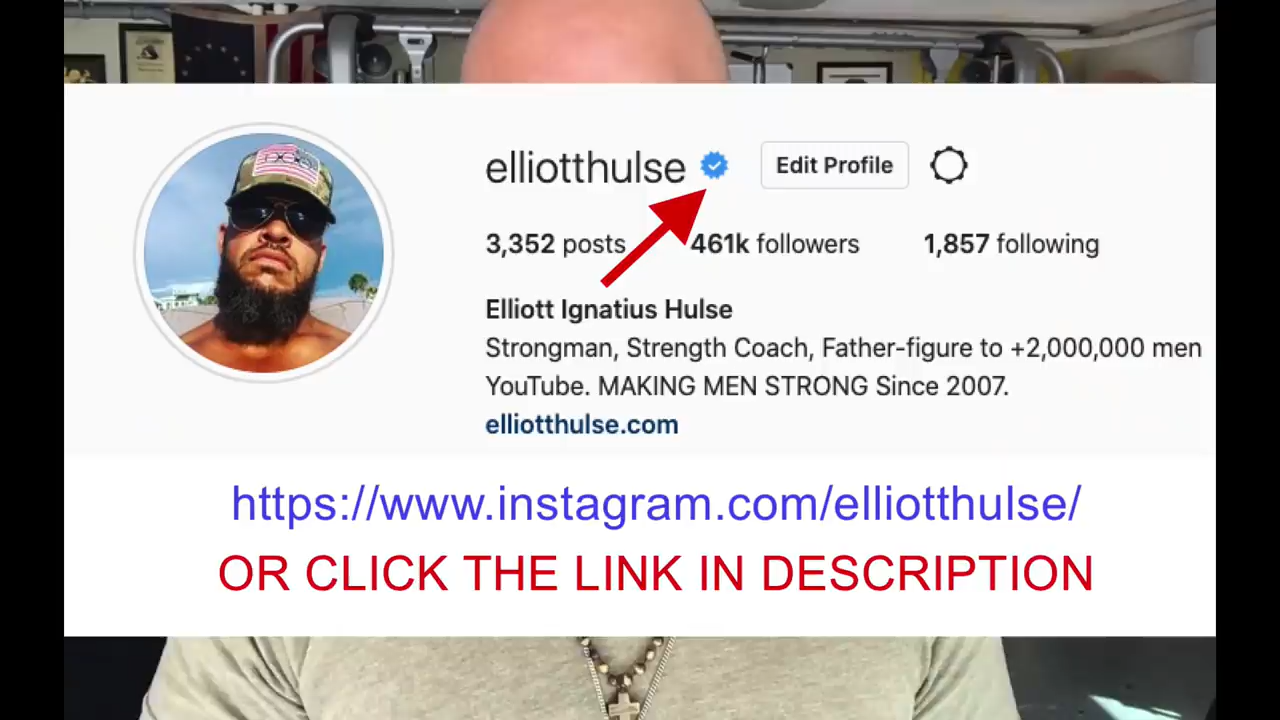 elliotthulse Edit Profile
3,352 posts 461k followers 1,857 following
Elliott Ignatius Hulse
Strongman, Strength Coach, Father-figure to +2,000,000 men
YouTube. MAKING MEN STRONG Since 2007.
elliotthulse.com
https://www.instagram.com/elliotthulse/
OR CLICK THE LINK IN DESCRIPTION